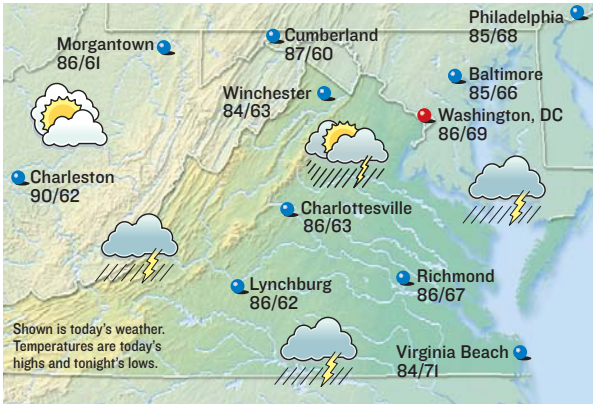 Philadelphia
85/68
Morgantown
86/61
Cumberland
87/60
Baltimore
85/66
Winchester
84/63
Washington, DC
86/69
Charleston
90/62
Charlottesville
86/63
Lynchburg
86/62
Richmond
86/67
Shown is today's weather.
Temperatures are today's
highs and tonight's lows.
Virginia Beach
84/71